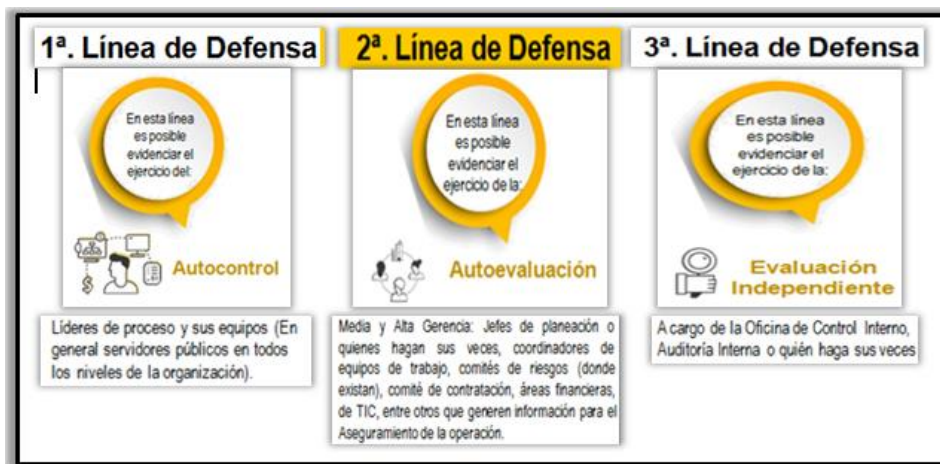 1ª. Línea de Defensa
En esta línea
es posible
evidenciar el
ejercicio del:
Autocontrol
Líderes de proceso y sus equipos (En
general servidores públicos en todos
los niveles de la organización).
2ª. Línea de Defensa
En esta línea
es posible
evidenciar el
ejercicio de la:
Autoevaluación
Media y Alta Gerencia: Jefes de planeación o
quienes hagan sus veces, coordinadores de
equipos de trabajo, comités de riesgos (donde
existan), comité de contratación, áreas financieras,
de TIC, entre otros que generen información para el
Aseguramiento de la operación.
3ª. Línea de Defensa
En esta línea
es posible
evidenciar el
ejercicio de la:
Evaluación
Independiente
A cargo de la Oficina de Control Interno,
Auditoría Interna o quién haga sus veces